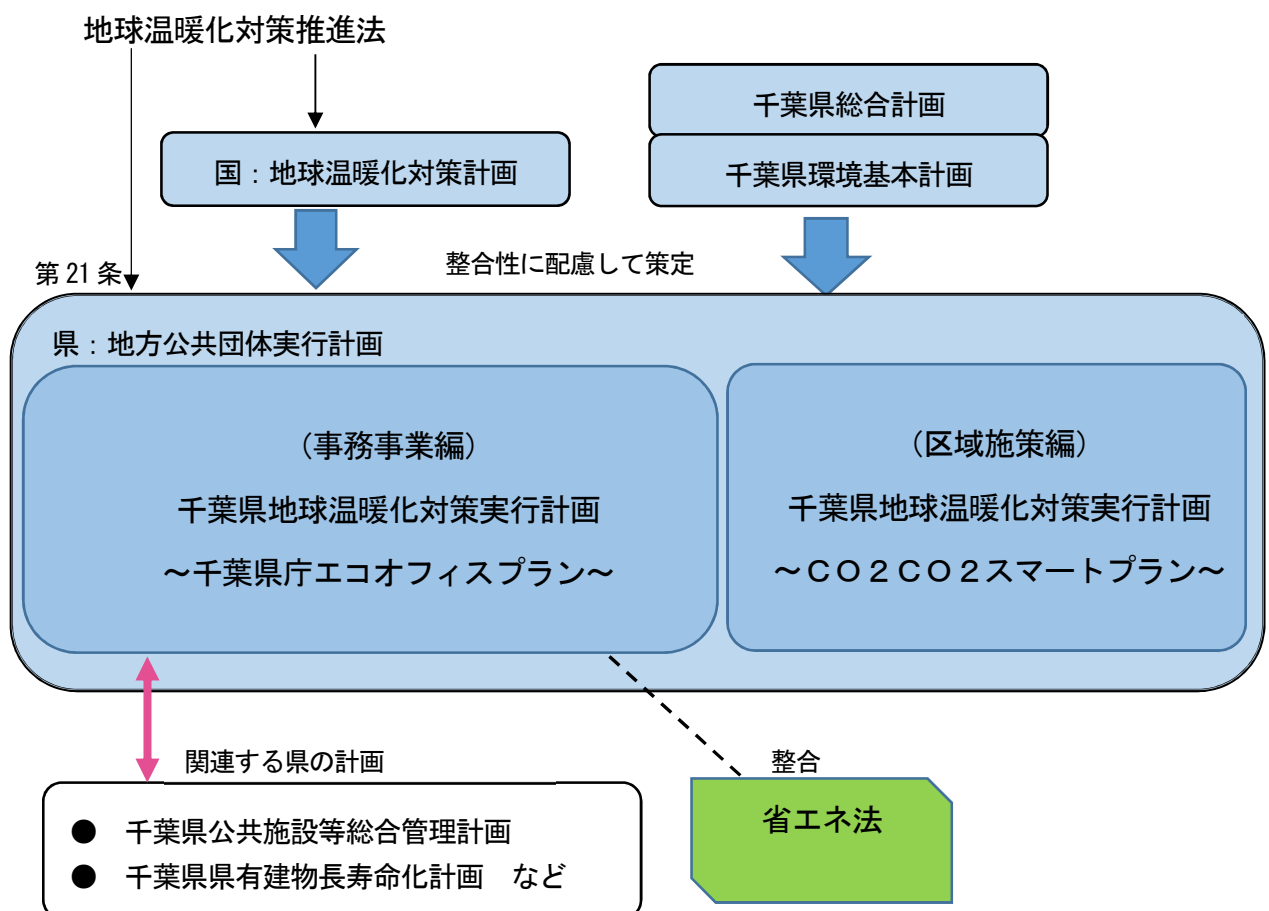 地球温暖化対策推進法
千葉県総合計画
国：地球温暖化対策計画
千葉県環境基本計画
整合性に配慮して策定
第 21 条
県：地方公共団体実行計画
（事務事業編）
千葉県地球温暖化対策実行計画
～千葉県庁エコオフィスプラン～
（区域施策編）
千葉県地球温暖化対策実行計画
～ＣＯ２ＣＯ２スマートプラン～
関連する県の計画
● 千葉県公共施設等総合管理計画
● 千葉県県有建物長寿命化計画　など
整合
省エネ法